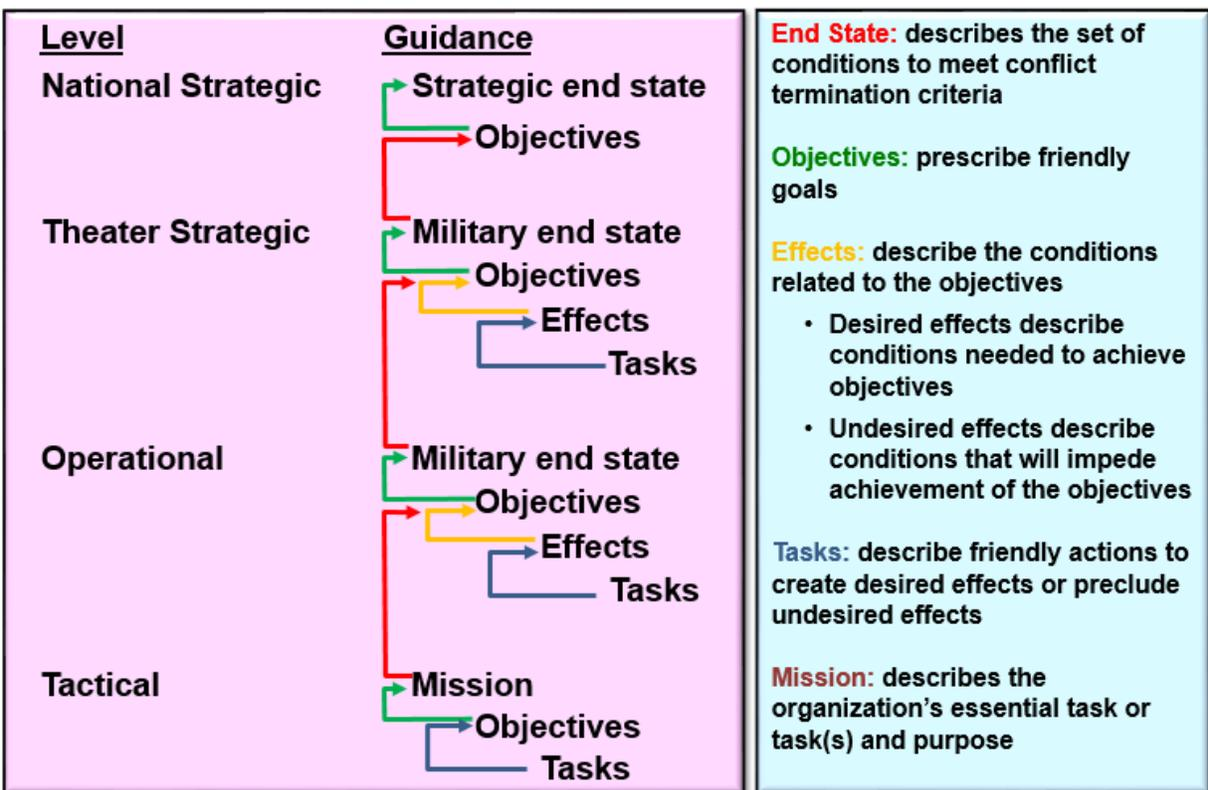 Level Guidance
National Strategic Strategic end state
Objectives
Theater Strategic Military end state
Objectives
Effects
Tasks
Operational Military end state
Objectives
Effects
Tasks
Tactical Mission
Objectives
Tasks
End State: describes the set of
conditions to meet conflict
termination criteria
Objectives: prescribe friendly
goals
Effects: describe the conditions
related to the objectives
• Desired effects describe
conditions needed to achieve
objectives
• Undesired effects describe
conditions that will impede
achievement of the objectives
Tasks: describe friendly actions to
create desired effects or preclude
undesired effects
Mission: describes the
organization’s essential task or
task(s) and purpose